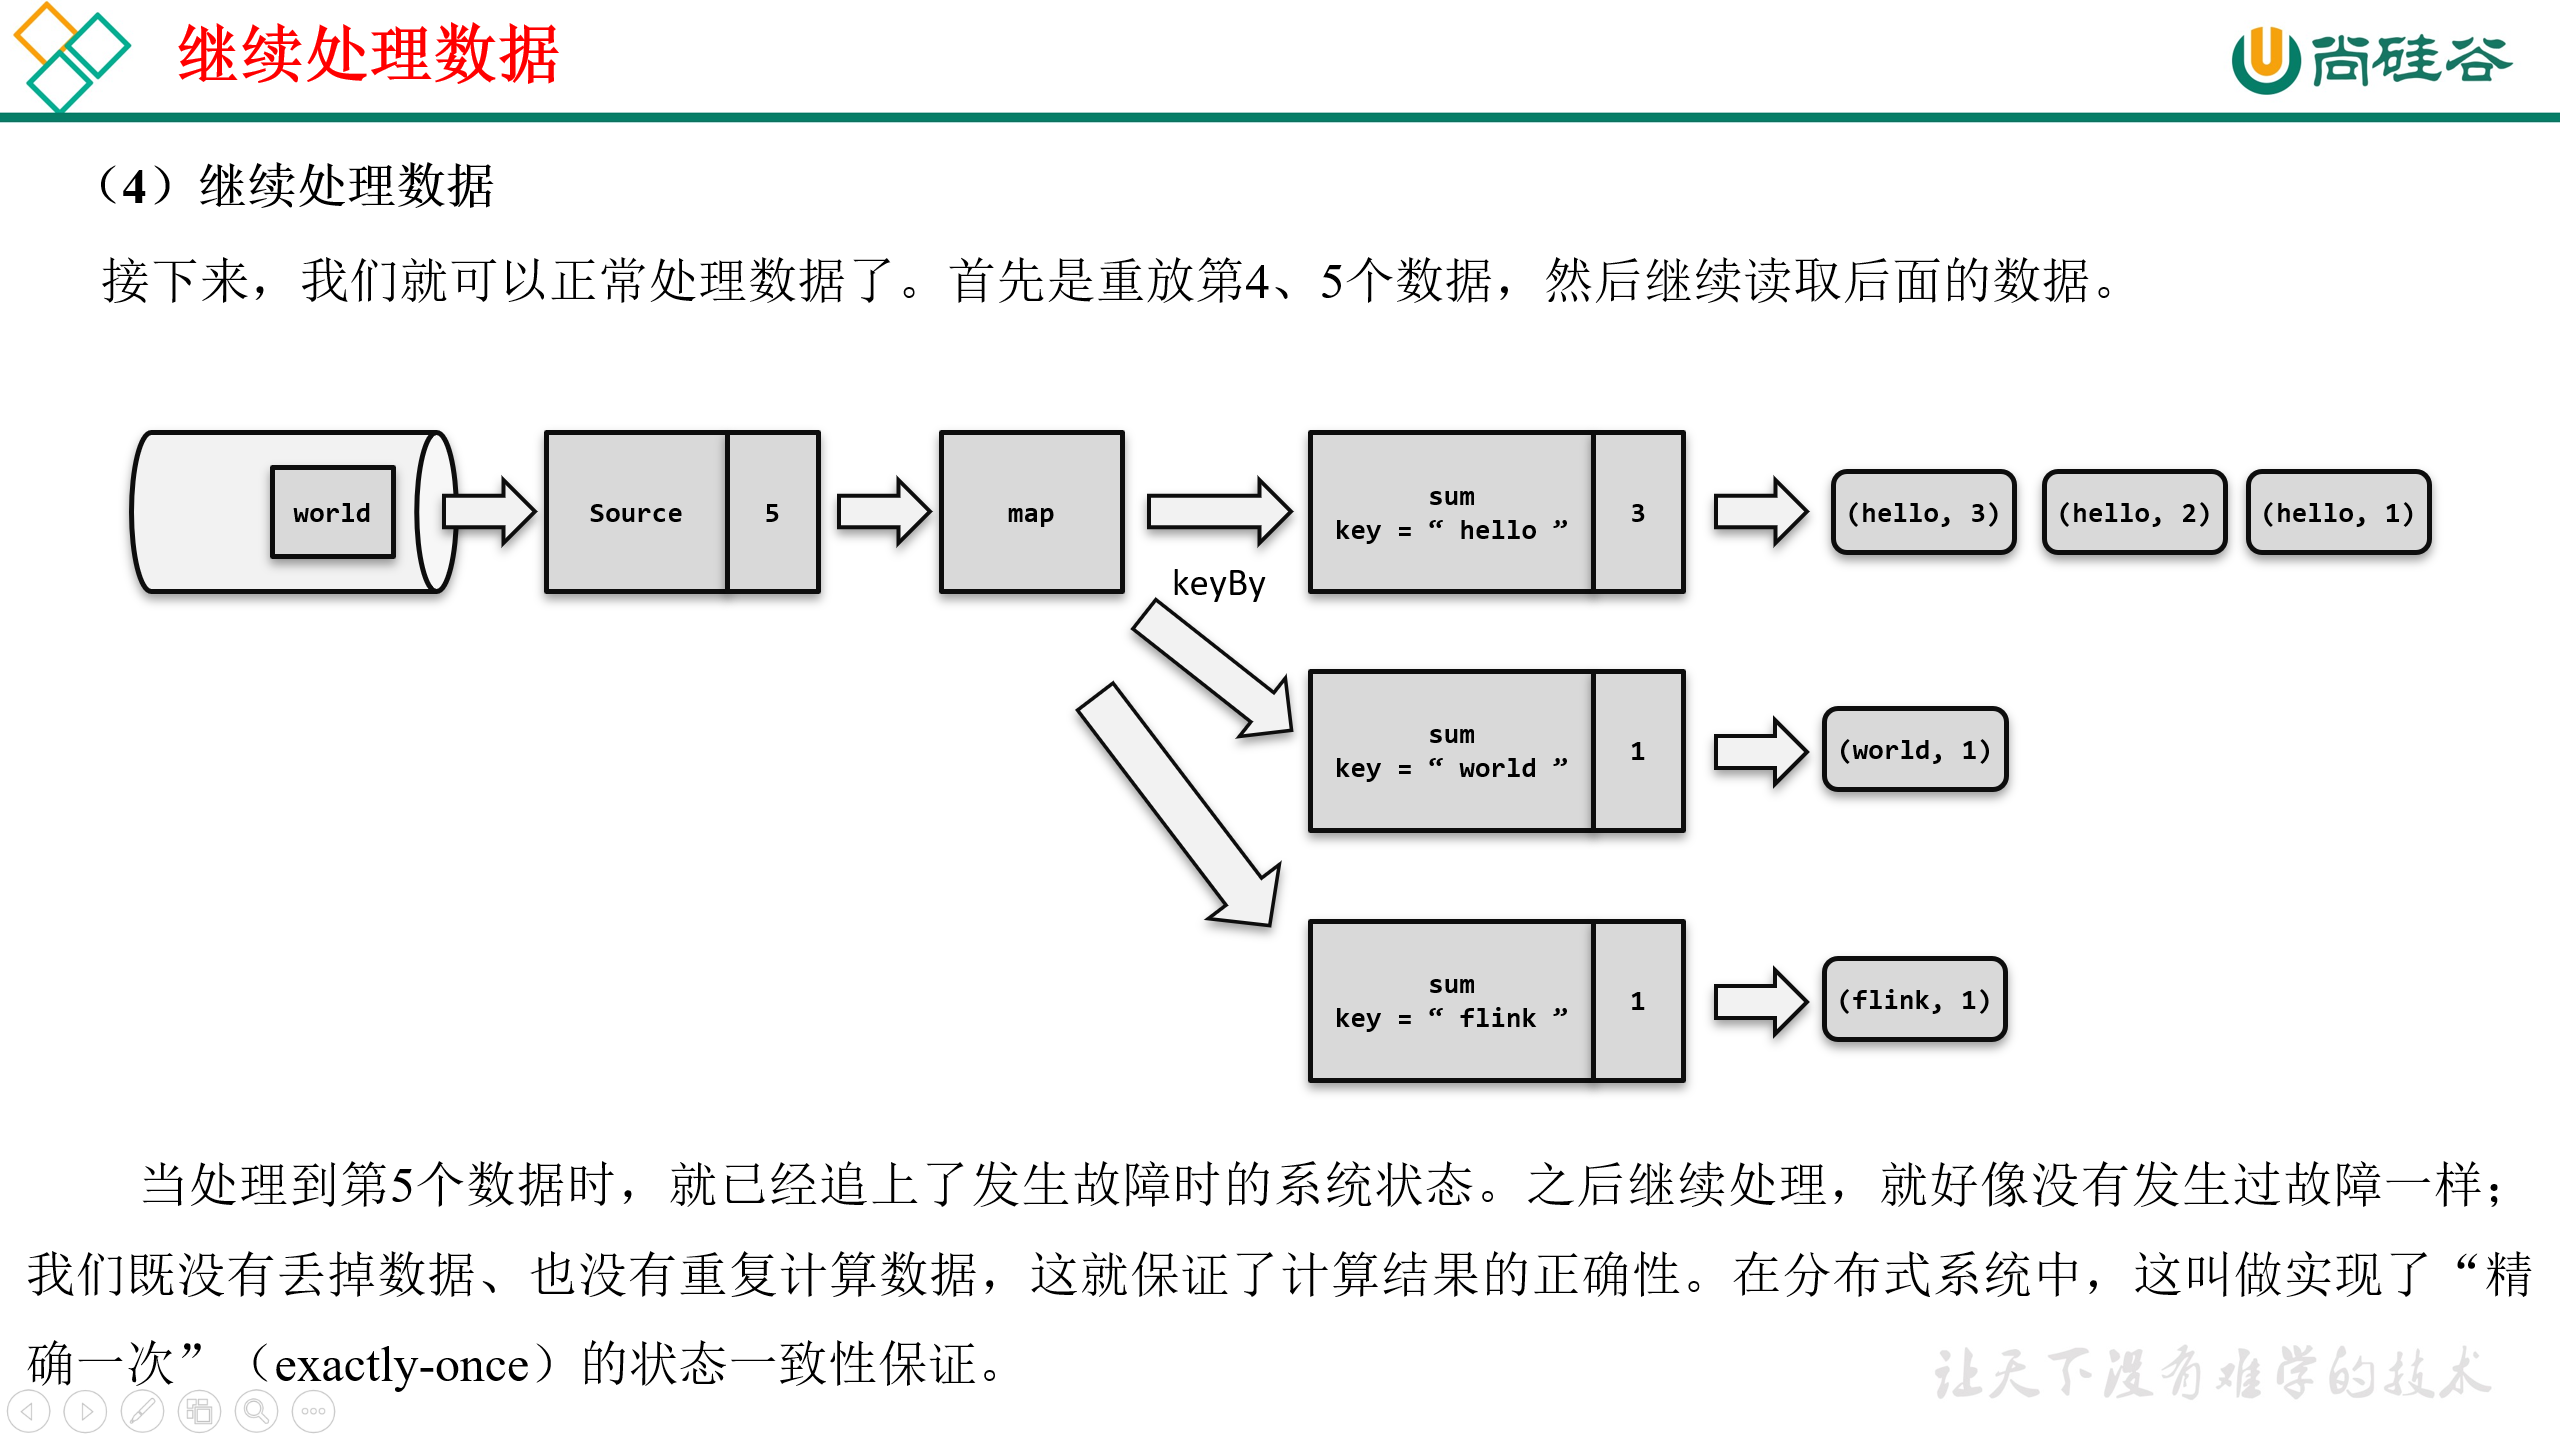 继续处理数据
尚硅谷
（4）继续处理数据
接下来，我们就可以正常处理数据了。首先是重放第4、5个数据，然后继续读取后面的数据。
world
Source
5
map
keyBy
sum
key = “ hello ”
3
(hello, 3)
(hello, 2)
(hello, 1)
sum
key = “ world ”
1
(world, 1)
sum
key = “ flink ”
1
(flink, 1)
当处理到第5个数据时，就已经追上了发生故障时的系统状态。之后继续处理，就好像没有发生过故障一样；
我们既没有丢掉数据、也没有重复计算数据，这就保证了计算结果的正确性。在分布式系统中，这叫做实现了“精
确一次”（exactly-once）的状态一致性保证。
让天下没有难学的技术